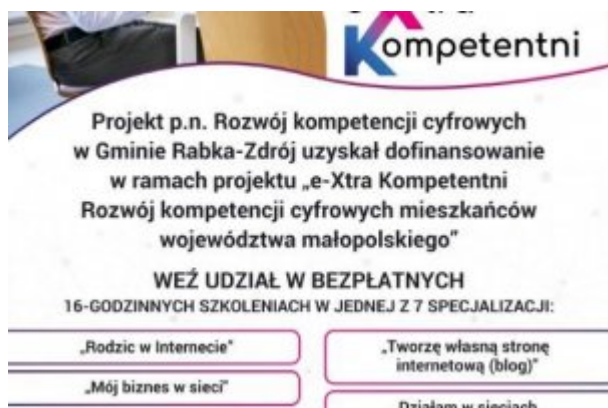 Kompetentni
Projekt p.n. Rozwój kompetencji cyfrowych
w Gminie Rabka-Zdrój uzyskał dofinansowanie
w ramach projektu „e-Xtra Kompetentni
Rozwój kompetencji cyfrowych mieszkańców
województwa małopolskiego”
WEŹ UDZIAŁ W BEZPŁATNYCH
16-GODZINNYCH SZKOLENIACH W JEDNEJ Z 7 SPECJALIZACJI:
„Rodzic w Internecie”
„Tworzę własną stronę
internetową (blog)”
„Mój biznes w sieci”
Działam w sieciach